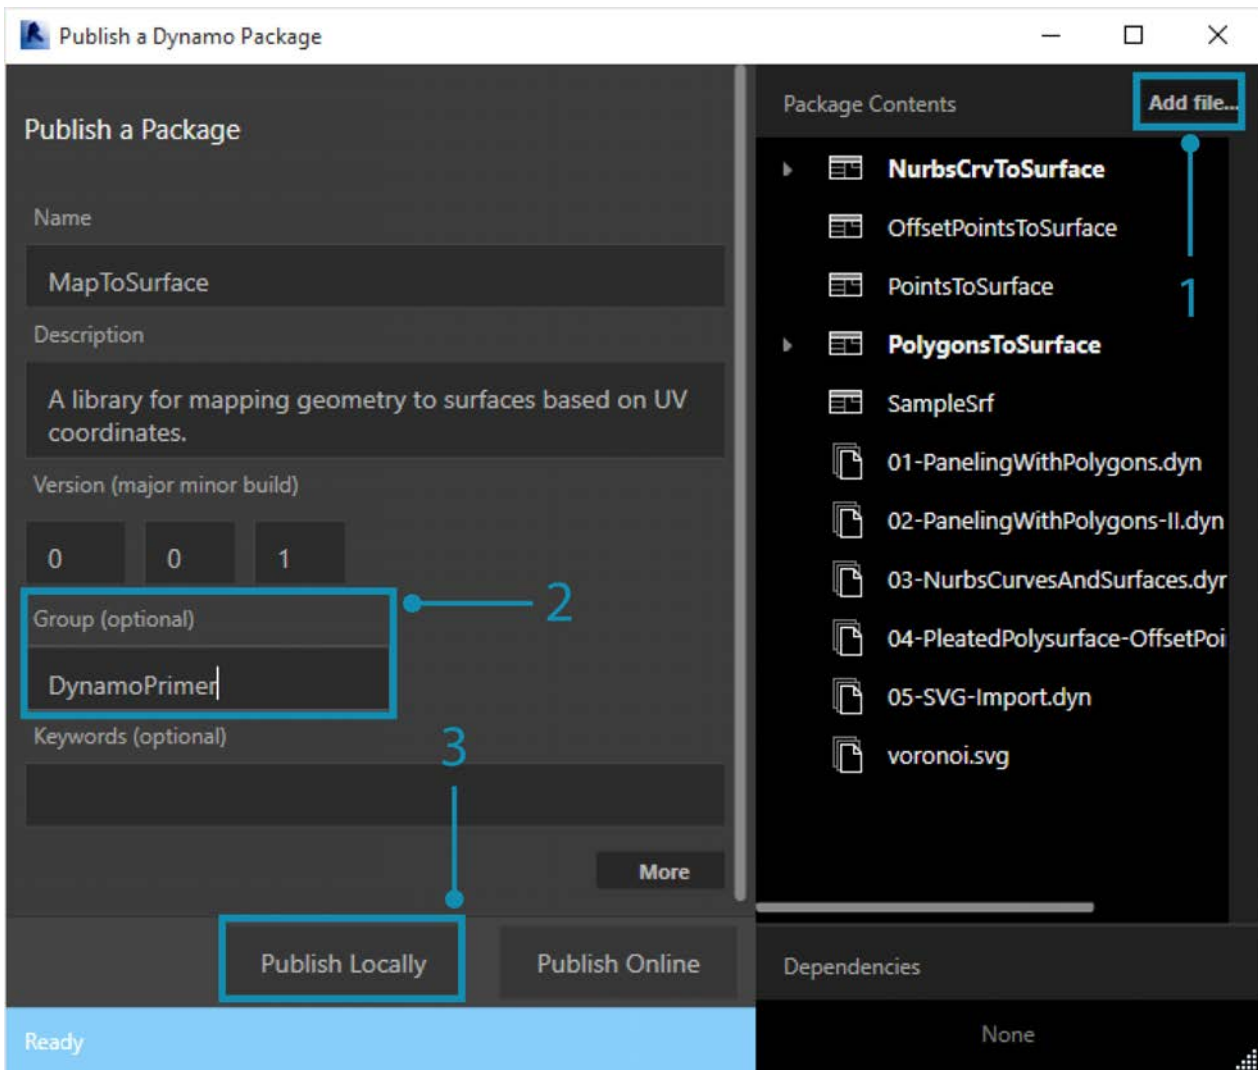 Publish a Dynamo Package
Publish a Package
Name
MapToSurface
Description
A library for mapping geometry to surfaces based on UV
coordinates.
Version (major minor build)
0 0 1
Group (optional)
2
DynamoPrimer
Keywords (optional)
3
More
Publish Locally
Publish Online
Ready
Package Contents
Add file...
1
NurbsCrvToSurface
OffsetPointsToSurface
PointsToSurface
PolygonsToSurface
SampleSrf
01-PanelingWithPolygons.dyn
02-PanelingWithPolygons-II.dyn
03-NurbsCurvesAndSurfaces.dyr
04-PleatedPolysurface-OffsetPoi
05-SVG-Import.dyn
voronoi.svg
Dependencies
None